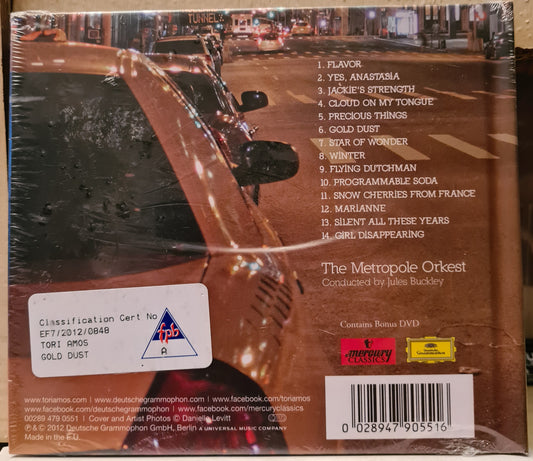 TUNNEL
1. FLAVOR
2. YES, ANASTASIA
3. JACKIE'S STRENGTH
4. CLOUD ON MY TONGUE
5. PRECIOUS THINGS
6. GOLD DUST
7. STAR OF WONDER
8. WINTER
9. FLYING DUTCHMAN
10. PROGRAMMABLE SODA
11. SNOW CHERRIES FROM FRANCE
12. MARIANNE
13. SILENT ALL THESE YEARS
14. GIRL DISAPPEARING
The Metropole Orkest
Conducted by Jules Buckley
Contains Bonus DVD
mercury
CLASSICS
Deutsche
Grammophon
Classification Cert No
EF7/2012/0848
TORI AMOS
GOLD DUST
fpb
A
www.toriamos.com | www.deutschegrammophon.com | www.facebook.com/toriamos
www.facebook.com/deutschegrammophon | www.facebook.com/mercuryclassics
00289 479 0551 | Cover and Artist Photos © Daniela Levitt
℗ & © 2012 Deutsche Grammophon GmbH, Berlin A UNIVERSAL MUSIC COMPANY
Made in the E.U.
0 028947 905516